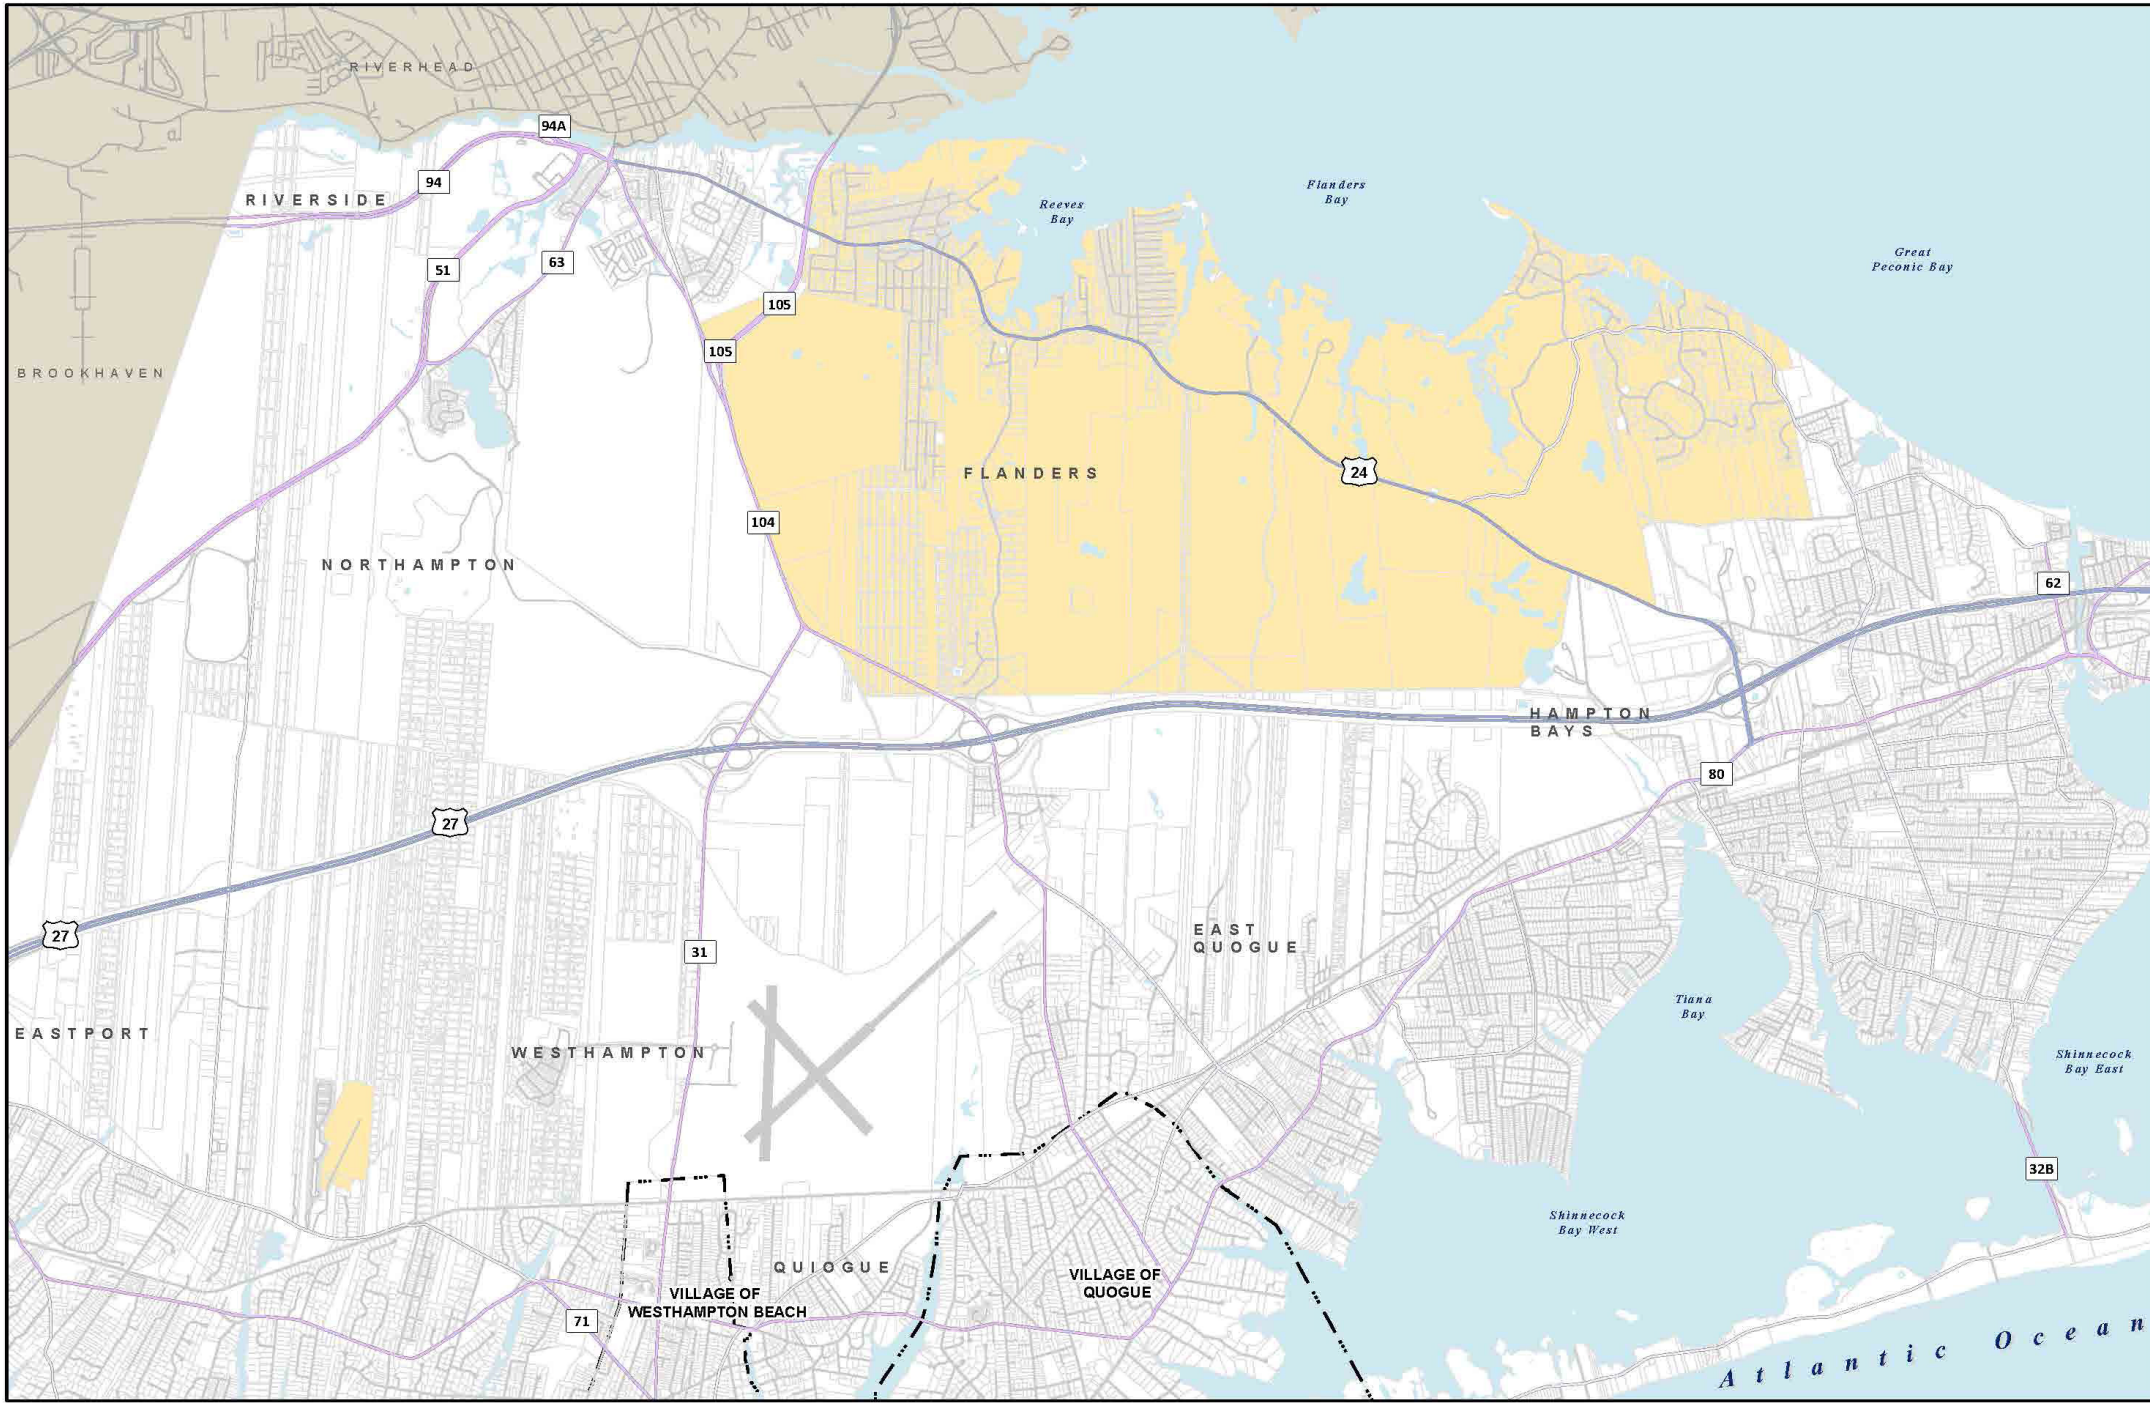 RIVERHEAD
94A
94
RIVERSIDE
Flanders
Bay
Reeves
Bay
Great
Peconic Bay
51
63
105
105
BROOKHAVEN
FLANDERS
24
104
NORTHAMPTON
62
HAMPTON
BAYS
80
27
27
31
EAST
QUOGUE
Tiana
Bay
EASTPORT
WESTHAMPTON
Shinnecock
Bay East
32B
Shinnecock
Bay West
QUIOGUE
VILLAGE OF
QUOGUE
VILLAGE OF
WESTHAMPTON BEACH
71
Atlantic Ocean